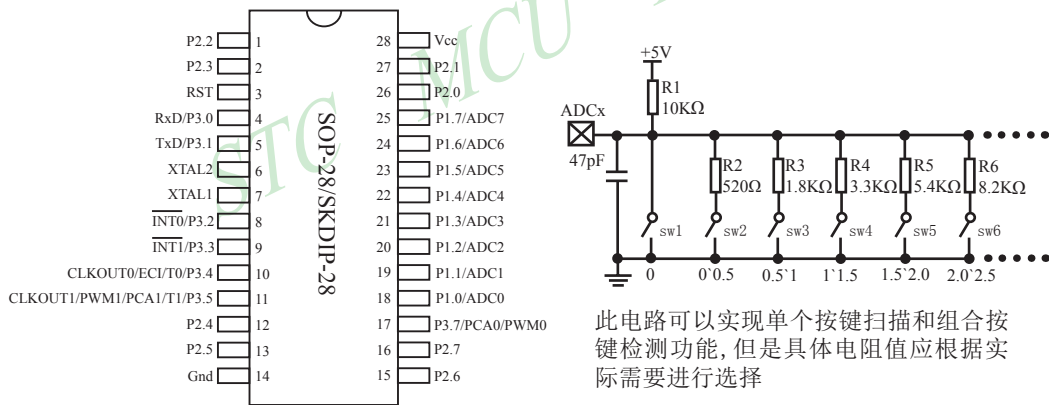 P2.2 1
P2.3 2
RST 3
RxD/P3.0 4
TxD/P3.1 5
XTAL2 6
XTAL1 7
INT0/P3.2 8
INT1/P3.3 9
CLKOUT0/ECI/T0/P3.4 10
CLKOUT1/PWM1/PCA1/T1/P3.5 11
P2.4 12
P2.5 13
Gnd 14
SOP-28/SKDIP-28
28 Vcc
27 P2.1
26 P2.0
25 P1.7/ADC7
24 P1.6/ADC6
23 P1.5/ADC5
22 P1.4/ADC4
21 P1.3/ADC3
20 P1.2/ADC2
19 P1.1/ADC1
18 P1.0/ADC0
17 P3.7/PCA0/PWM0
16 P2.7
15 P2.6
STC MCU
+5V
R1
10KΩ
ADCx
47pF
R2 R3 R4 R5 R6
520Ω 1.8KΩ 3.3KΩ 5.4KΩ 8.2KΩ
sw1 sw2 sw3 sw4 sw5 sw6
0 0`0.5 0.5`1 1`1.5 1.5`2.0 2.0`2.5
此电路可以实现单个按键扫描和组合按
键检测功能,但是具体电阻值应根据实
际需要进行选择